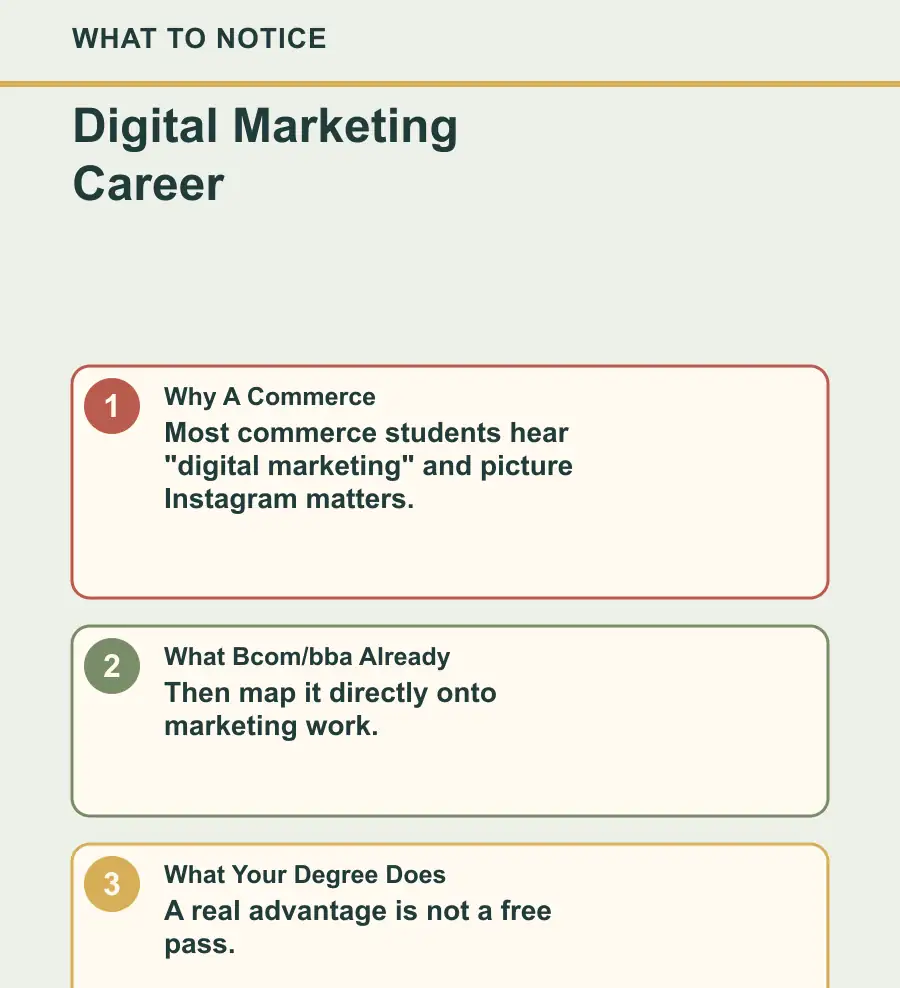 WHAT TO NOTICE
Digital Marketing
Career
1
Why A Commerce
Most commerce students hear
"digital marketing" and picture
Instagram matters.
2
What Bcom/bba Already
Then map it directly onto
marketing work.
3
What Your Degree Does
A real advantage is not a free
pass.